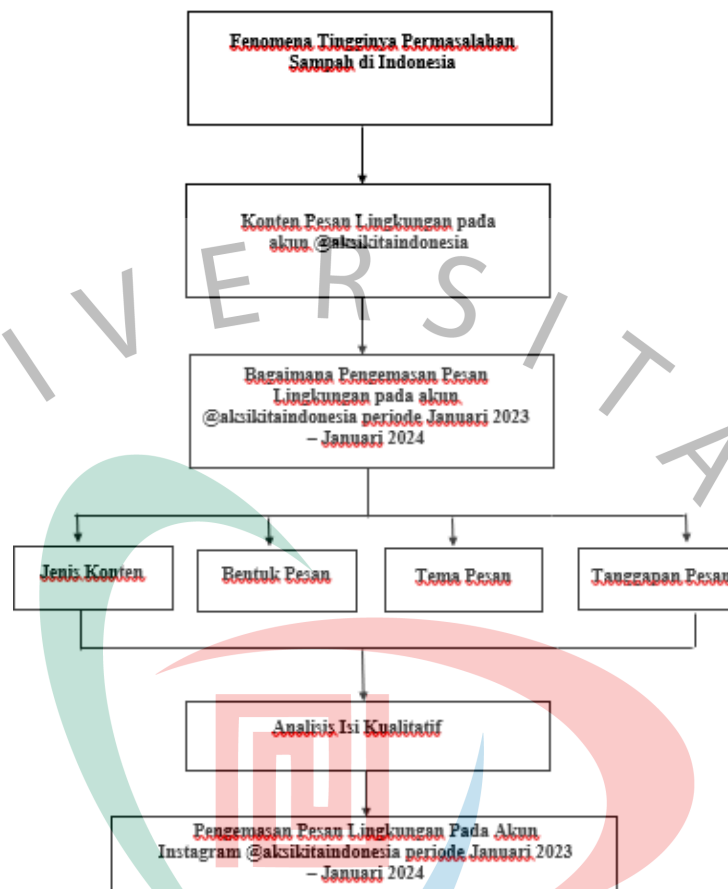 Fenomena Tingginya Permasalahan
Sampah di Indonesia
Konten Pesan Lingkungan pada
akun @aksikitaindonesia
I V E R S I T A
Bagaimana Pengemasan Pesan
Lingkungan pada akun
@aksikitaindonesia periode Januari 2023
– Januari 2024
Jenis Konten
Bentuk Pesan
Tema Pesan
Tanggapan Pesan
Analisis Isi Kualitatif
Pengemasan Pesan Lingkungan Pada Akun
Instagram @aksikitaindonesia periode Januari 2023
– Januari 2024